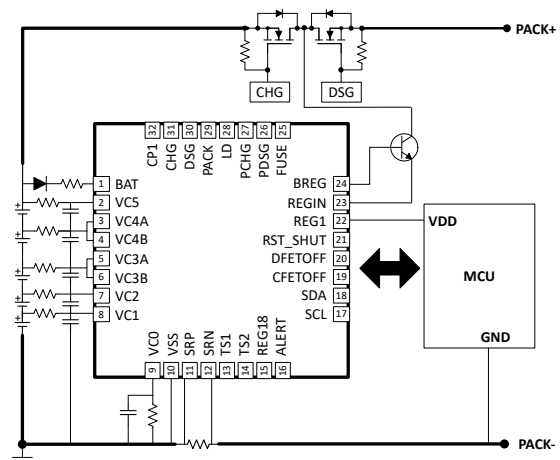 PACK+
CHG
DSG
32 31 30 29 28 27 26 25
CP1 CHG DSG PACK LD PCHG PDSG FUSE
1 BAT
2 VC5
3 VC4A
4 VC4B
5 VC3A
6 VC3B
7 VC2
8 VC1
BREG 24
REGIN 23
REG1 22
RST_SHUT 21
DFETOFF 20
CFETOFF 19
SDA 18
SCL 17
VC0 VSS SRP SRN TS1 TS2 REG18 ALERT
9 10 11 12 13 14 15 16
VDD
MCU
GND
PACK-